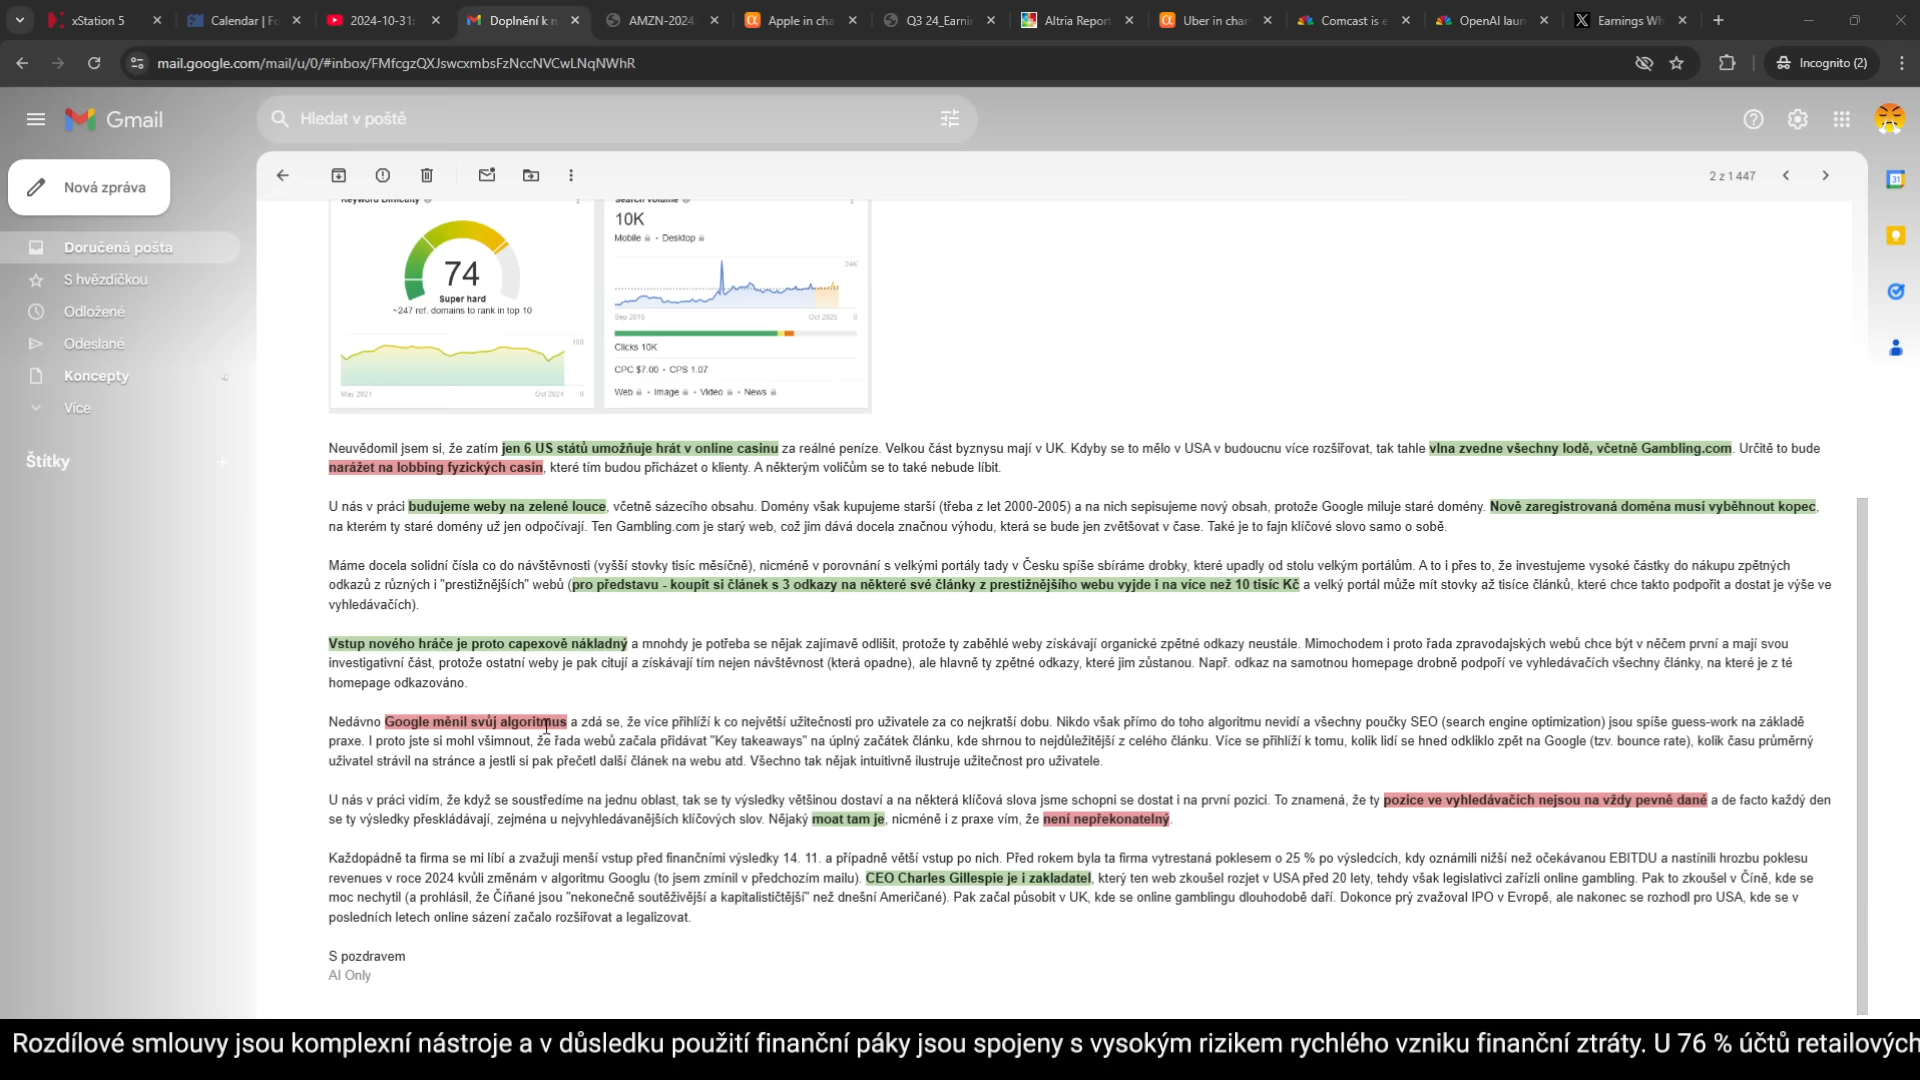 xStation 5
Calendar | Fo
2024-10-31:
Doplnění k n
AMZN-2024
Apple in cha
Q3 24_Earnin
Altria Report
Uber in char
Comcast is e
OpenAI laun
Earnings Wh
mail.google.com/mail/u/0/#inbox/FMfcgzQXJswcxmbsFzNccNVCwLNqNWhR
Incognito (2)
Gmail
Hledat v poště
Nová zpráva
2 z 1 447
Doručená pošta
S hvězdičkou
Odložené
Odeslané
Koncepty
Více
Štítky
Keyword Difficulty
74
Super hard
~247 ref. domains to rank in top 10
100
May 2021
Oct 2024
0
Search volume
10K
Mobile • Desktop
24K
Sep 2015
Oct 2025
0
Clicks 10K
CPC $7.00 • CPS 1.07
Web • Image • Video • News
Neuvědomil jsem si, že zatím jen 6 US států umožňuje hrát v online casinu za reálné peníze. Velkou část byznysu mají v UK. Kdyby se to mělo v USA v budoucnu více rozšiřovat, tak tahle vlna zvedne všechny lodě, včetně Gambling.com. Určitě to bude
narážet na lobbing fyzických casin, které tím budou přicházet o klienty. A některým voličům se to také nebude líbit.
U nás v práci budujeme weby na zelené louce, včetně sázecího obsahu. Domény však kupujeme starší (třeba z let 2000-2005) a na nich sepisujeme nový obsah, protože Google miluje staré domény. Nově zaregistrovaná doména musí vyběhnout kopec,
na kterém ty staré domény už jen odpočívají. Ten Gambling.com je starý web, což jim dává docela značnou výhodu, která se bude jen zvětšovat v čase. Také je to fajn klíčové slovo samo o sobě.
Máme docela solidní čísla co do návštěvnosti (vyšší stovky tisíc měsíčně), nicméně v porovnání s velkými portály tady v Česku spíše sbíráme drobky, které upadly od stolu velkým portálům. A to i přes to, že investujeme vysoké částky do nákupu zpětných
odkazů z různých i "prestižnějších" webů (pro představu - koupit si článek s 3 odkazy na některé své články z prestižnějšího webu vyjde i na více než 10 tisíc Kč a velký portál může mít stovky až tisíce článků, které chce takto podpořit a dostat je výše ve
vyhledávačích).
Vstup nového hráče je proto capexově nákladný a mnohdy je potřeba se nějak zajímavě odlišit, protože ty zaběhlé weby získávají organické zpětné odkazy neustále. Mimochodem i proto řada zpravodajských webů chce být v něčem první a mají svou
investigativní část, protože ostatní weby je pak citují a získávají tím nejen návštěvnost (která opadne), ale hlavně ty zpětné odkazy, které jim zůstanou. Např. odkaz na samotnou homepage drobně podpoří ve vyhledávačích všechny články, na které je z té
homepage odkazováno.
Nedávno Google měnil svůj algoritmus a zdá se, že více přihlíží k co největší užitečnosti pro uživatele za co nejkratší dobu. Nikdo však přímo do toho algoritmu nevidí a všechny poučky SEO (search engine optimization) jsou spíše guess-work na základě
praxe. I proto jste si mohl všimnout, že řada webů začala přidávat "Key takeaways" na úplný začátek článku, kde shrnou to nejdůležitější z celého článku. Více se přihlíží k tomu, kolik lidí se hned odkliklo zpět na Google (tzv. bounce rate), kolik času průměrný
uživatel strávil na stránce a jestli si pak přečetl další článek na webu atd. Všechno tak nějak intuitivně ilustruje užitečnost pro uživatele.
U nás v práci vidím, že když se soustředíme na jednu oblast, tak se ty výsledky většinou dostaví a na některá klíčová slova jsme schopni se dostat i na první pozici. To znamená, že ty pozice ve vyhledávačích nejsou na vždy pevně dané a de facto každý den
se ty výsledky přeskládávají, zejména u nejvyhledávanějších klíčových slov. Nějaký moat tam je, nicméně i z praxe vím, že není nepřekonatelný.
Každopádně ta firma se mi líbí a zvažuji menší vstup před finančními výsledky 14. 11. a případně větší vstup po nich. Před rokem byla ta firma vytrestaná poklesem o 25 % po výsledcích, kdy oznámili nižší než očekávanou EBITDU a nastínili hrozbu poklesu
revenues v roce 2024 kvůli změnám v algoritmu Googlu (to jsem zmínil v předchozím mailu). CEO Charles Gillespie je i zakladatel, který ten web zkoušel rozjet v USA před 20 lety, tehdy však legislativci zařízli online gambling. Pak to zkoušel v Číně, kde se
moc nechytil (a prohlásil, že Číňané jsou "nekonečně soutěživější a kapitalističtější" než dnešní Američané). Pak začal působit v UK, kde se online gamblingu dlouhodobě daří. Dokonce prý zvažoval IPO v Evropě, ale nakonec se rozhodl pro USA, kde se v
posledních letech online sázení začalo rozšiřovat a legalizovat.
S pozdravem
AI Only
Rozdílové smlouvy jsou komplexní nástroje a v důsledku použití finanční páky jsou spojeny s vysokým rizikem rychlého vzniku finanční ztráty. U 76 % účtů retailových